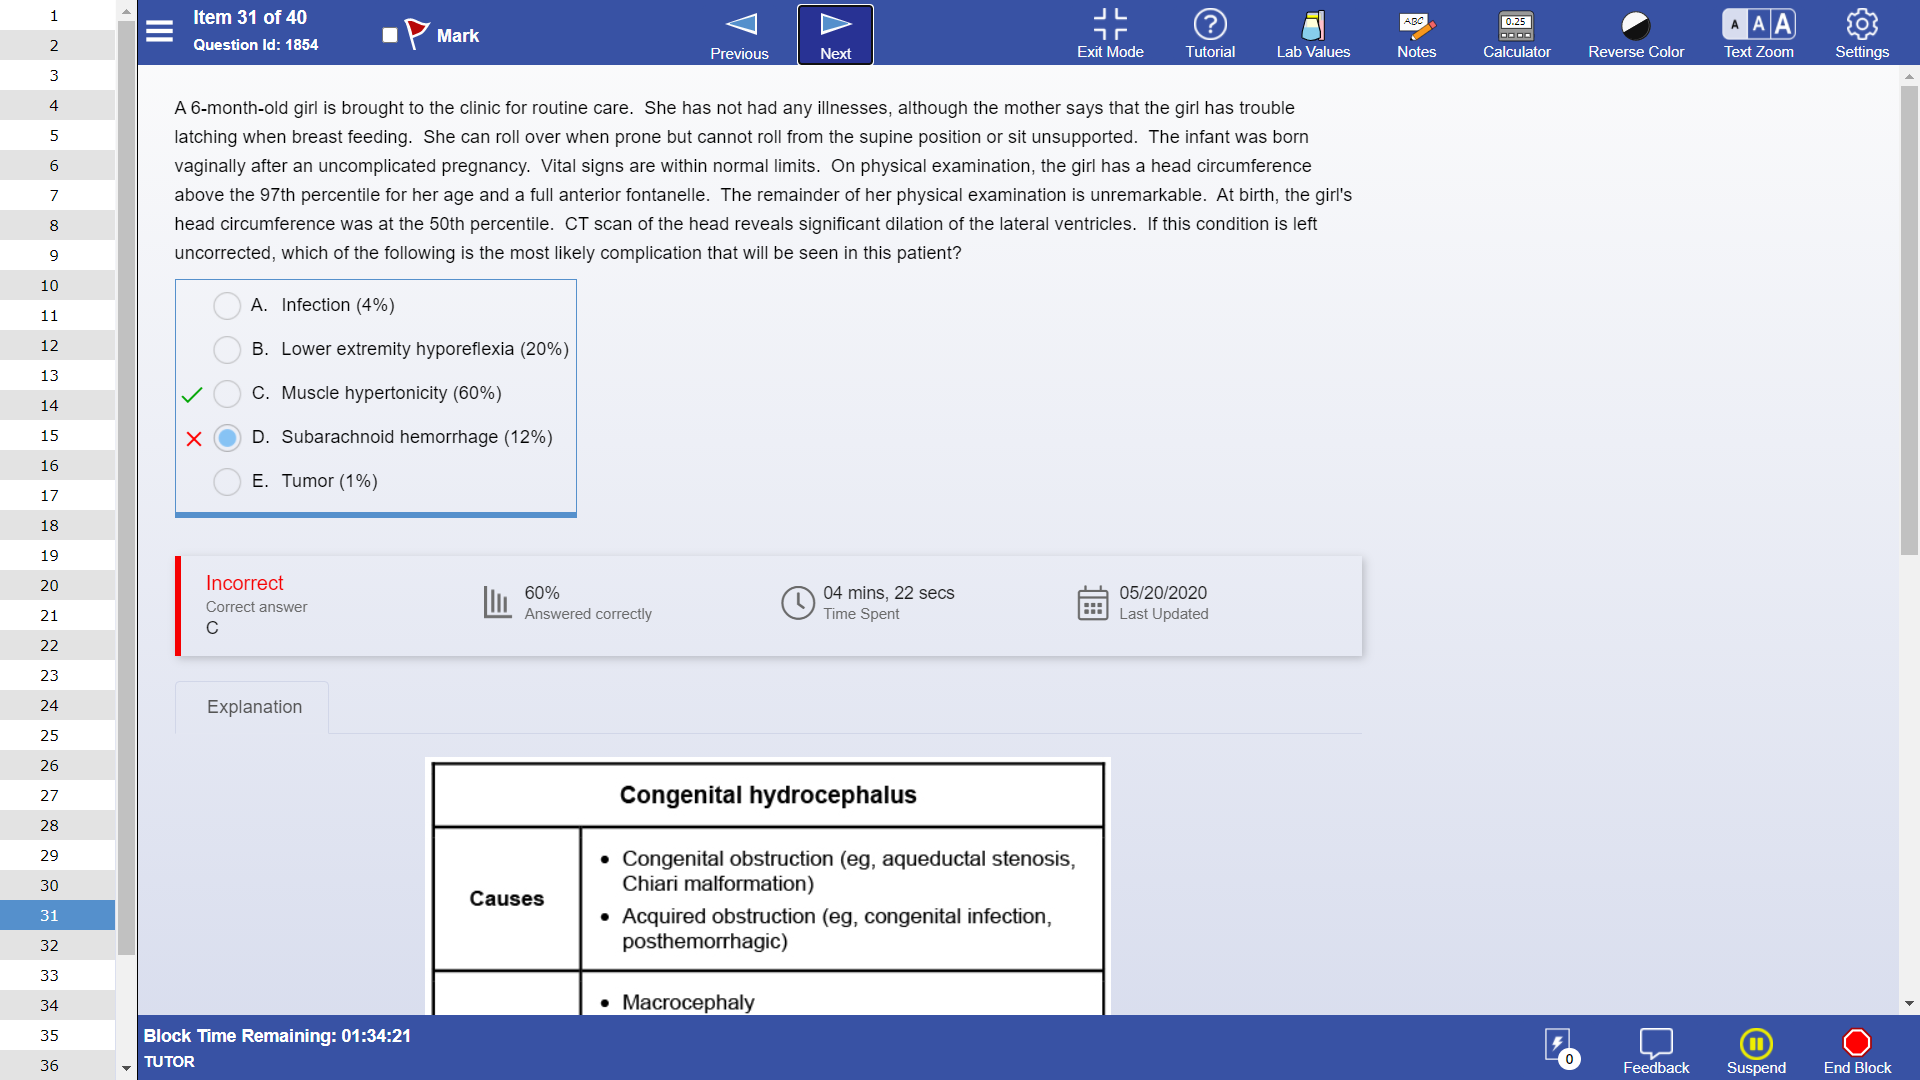 1
2
3
4
5
6
7
8
9
10
11
12
13
14
15
16
17
18
19
20
21
22
23
24
25
26
27
28
29
30
31
32
33
34
35
36
Item 31 of 40
Question Id: 1854
Mark
Previous
Next
Exit Mode
Tutorial
Lab Values
ABC
Notes
0.25
Calculator
Reverse Color
A A A
Text Zoom
Settings
A 6-month-old girl is brought to the clinic for routine care. She has not had any illnesses, although the mother says that the girl has trouble
latching when breast feeding. She can roll over when prone but cannot roll from the supine position or sit unsupported. The infant was born
vaginally after an uncomplicated pregnancy. Vital signs are within normal limits. On physical examination, the girl has a head circumference
above the 97th percentile for her age and a full anterior fontanelle. The remainder of her physical examination is unremarkable. At birth, the girl's
head circumference was at the 50th percentile. CT scan of the head reveals significant dilation of the lateral ventricles. If this condition is left
uncorrected, which of the following is the most likely complication that will be seen in this patient?
A. Infection (4%)
B. Lower extremity hyporeflexia (20%)
C. Muscle hypertonicity (60%)
D. Subarachnoid hemorrhage (12%)
E. Tumor (1%)
Incorrect
Correct answer
C
60%
Answered correctly
04 mins, 22 secs
Time Spent
05/20/2020
Last Updated
Explanation
Congenital hydrocephalus
Causes
• Congenital obstruction (eg, aqueductal stenosis,
Chiari malformation)
• Acquired obstruction (eg, congenital infection,
posthemorrhagic)
• Macrocephaly
Block Time Remaining: 01:34:21
TUTOR
0
Feedback
Suspend
End Block